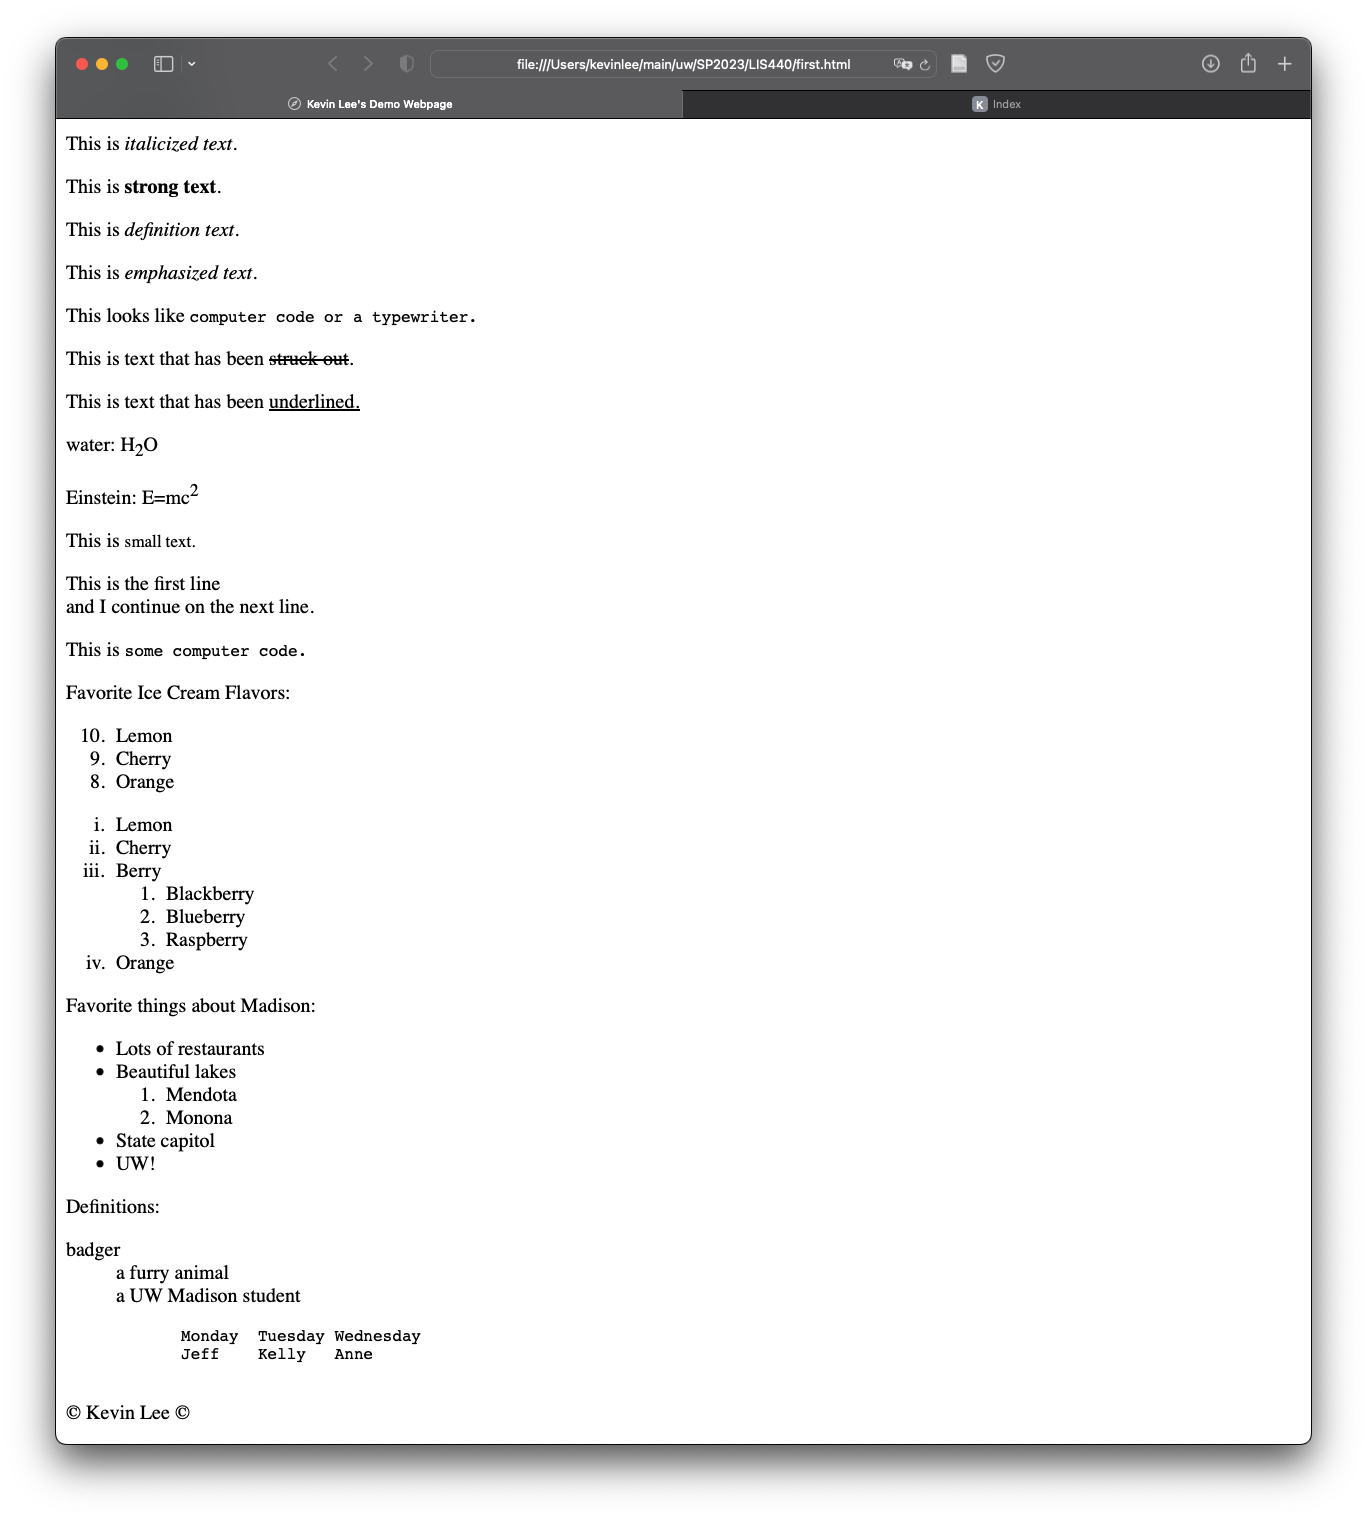 file:///Users/kevinlee/main/uw/SP2023/LIS440/first.html
Kevin Lee's Demo Webpage
K Index
This is italicized text.
This is strong text.
This is definition text.
This is emphasized text.
This looks like computer code or a typewriter.
This is text that has been struck out.
This is text that has been underlined.
water: H₂O
Einstein: E=mc²
This is small text.
This is the first line
and I continue on the next line.
This is some computer code.
Favorite Ice Cream Flavors:
10. Lemon
9. Cherry
8. Orange
i. Lemon
ii. Cherry
iii. Berry
1. Blackberry
2. Blueberry
3. Raspberry
iv. Orange
Favorite things about Madison:
• Lots of restaurants
• Beautiful lakes
1. Mendota
2. Monona
• State capitol
• UW!
Definitions:
badger
a furry animal
a UW Madison student
Monday Tuesday Wednesday
Jeff Kelly Anne
© Kevin Lee ©